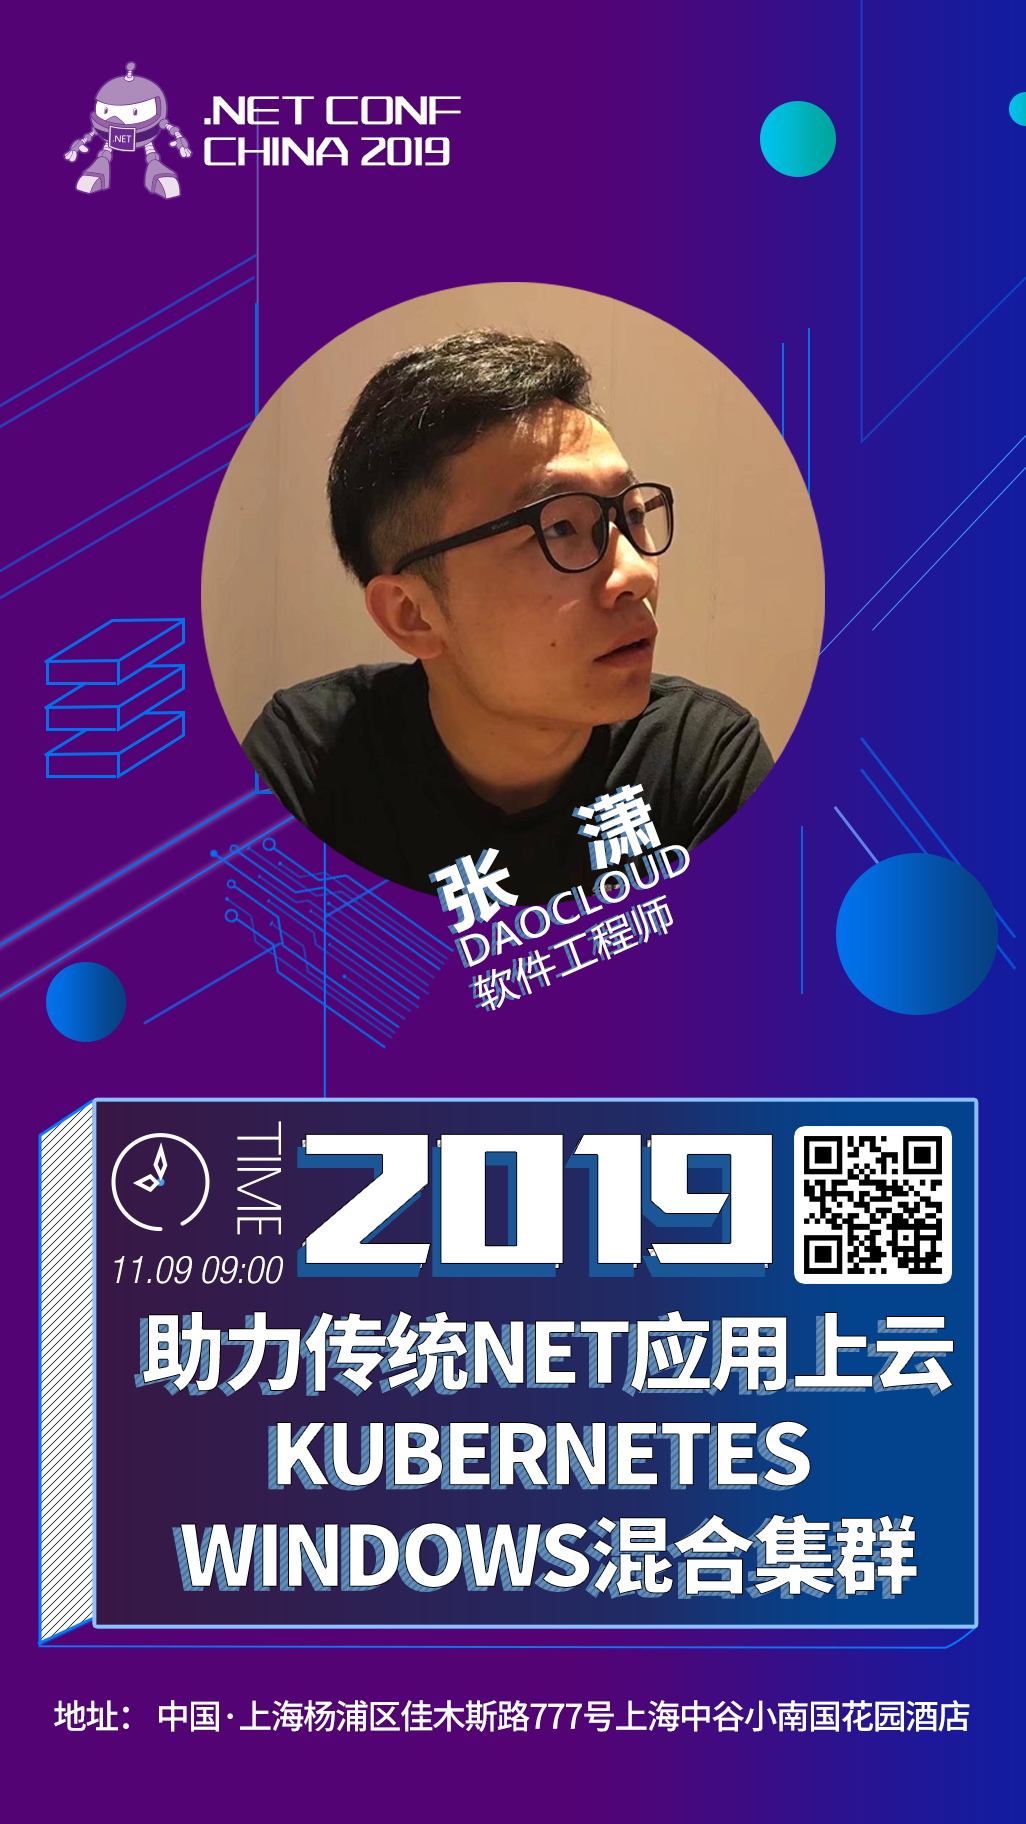 .NET CONF
CHINA 2019
.NET
张 潇
DAOCLOUD
软件工程师
TIME
2019
11.09 09:00
助力传统NET应用上云
KUBERNETES
WINDOWS混合集群
地址： 中国·上海杨浦区佳木斯路777号上海中谷小南国花园酒店